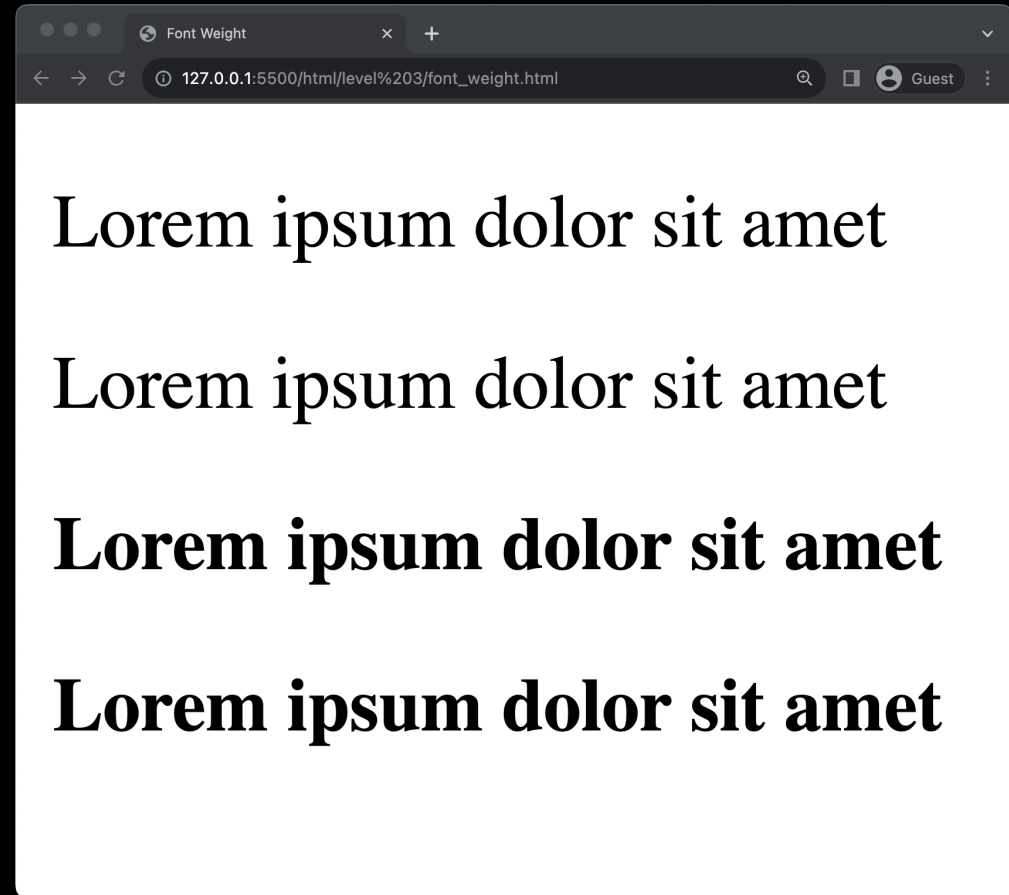 Font Weight
127.0.0.1:5500/html/level%203/font_weight.html
Guest
Lorem ipsum dolor sit amet
Lorem ipsum dolor sit amet
Lorem ipsum dolor sit amet
Lorem ipsum dolor sit amet